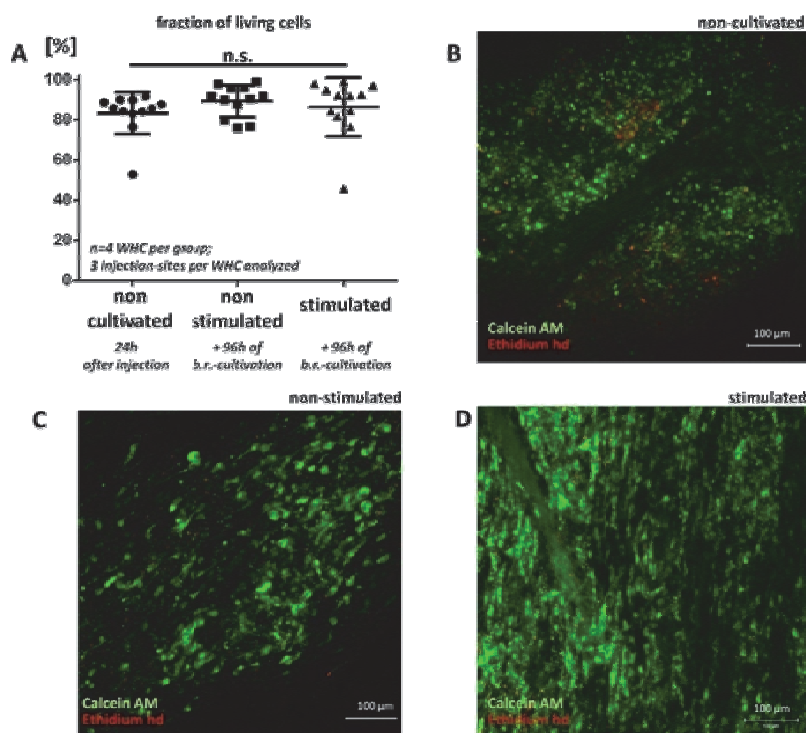 fraction of living cells
A
[%]
n.s.
100
80
60
40
20
0
n=4 WHC per group;
3 injection-sites per WHC analyzed
non
cultivated
24h
after injection
non
stimulated
+ 96h of
b.r.-cultivation
stimulated
+ 96h of
b.r.-cultivation
non-cultivated
B
Calcein AM
Ethidium hd
100 µm
non-stimulated
C
Calcein AM
Ethidium hd
100 µm
stimulated
D
Calcein AM
Ethidium hd
100 µm